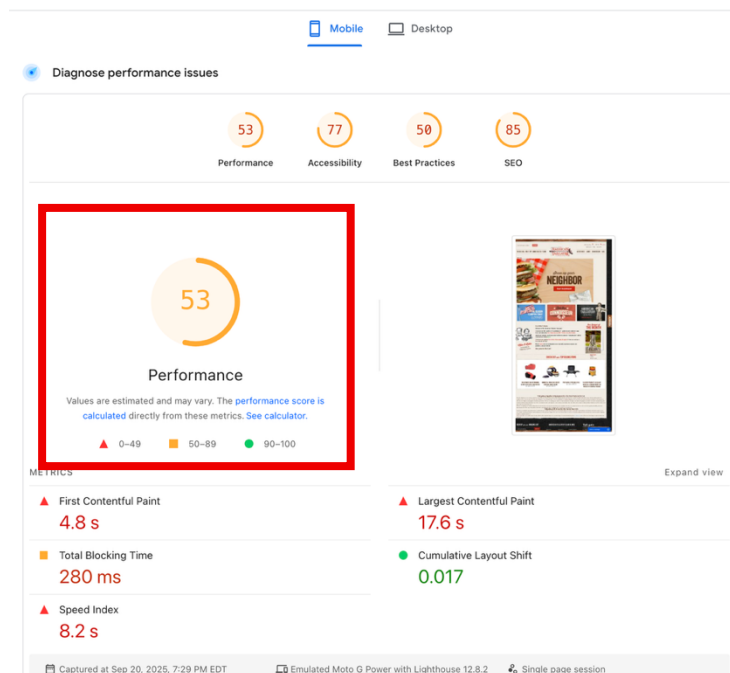 Mobile
Desktop
Diagnose performance issues
53
77
50
85
Performance
Accessibility
Best Practices
SEO
53
Performance
Values are estimated and may vary. The performance score is
calculated directly from these metrics. See calculator.
0–49
50–89
90–100
NEIGHBOR
METRICS
Expand view
First Contentful Paint
4.8 s
Largest Contentful Paint
17.6 s
Total Blocking Time
280 ms
Cumulative Layout Shift
0.017
Speed Index
8.2 s
Captured at Sep 20, 2025, 7:29 PM EDT
Emulated Moto G Power with Lighthouse 12.8.2
Single page session